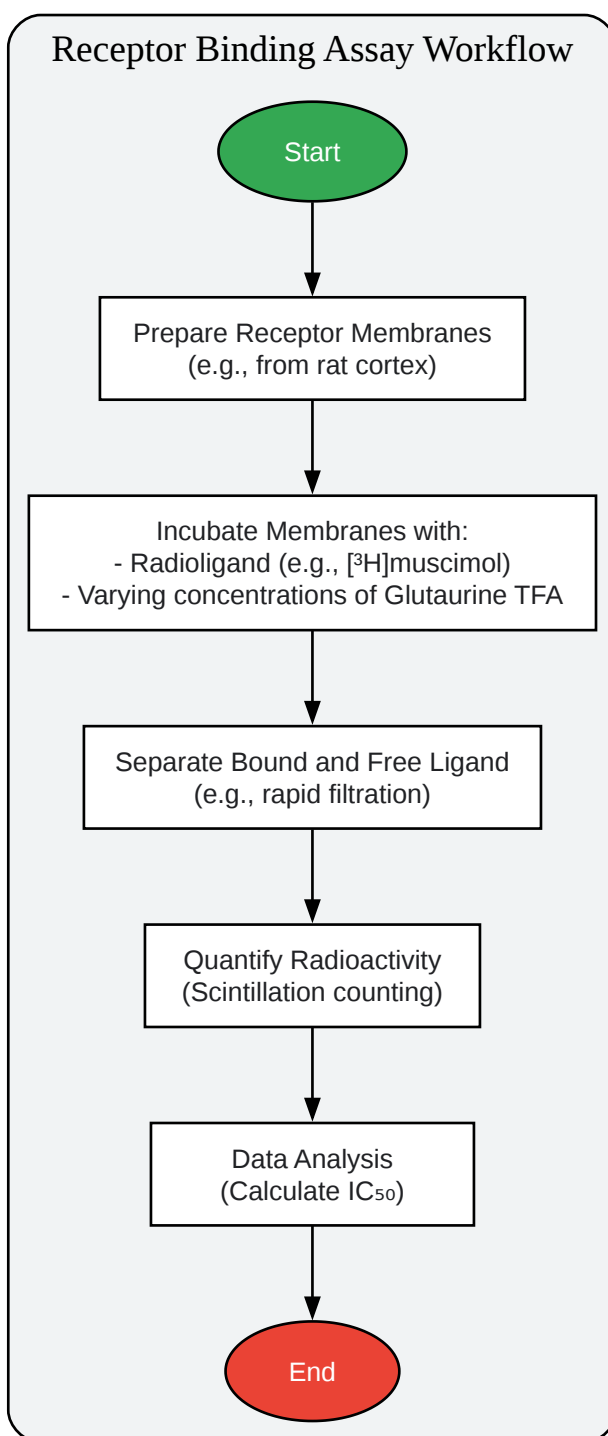 Receptor Binding Assay Workflow
Start
Prepare Receptor Membranes
(e.g., from rat cortex)
Incubate Membranes with:
- Radioligand (e.g., [³H]muscimol)
- Varying concentrations of Glutaurine TFA
Separate Bound and Free Ligand
(e.g., rapid filtration)
Quantify Radioactivity
(Scintillation counting)
Data Analysis
(Calculate IC₅₀)
End